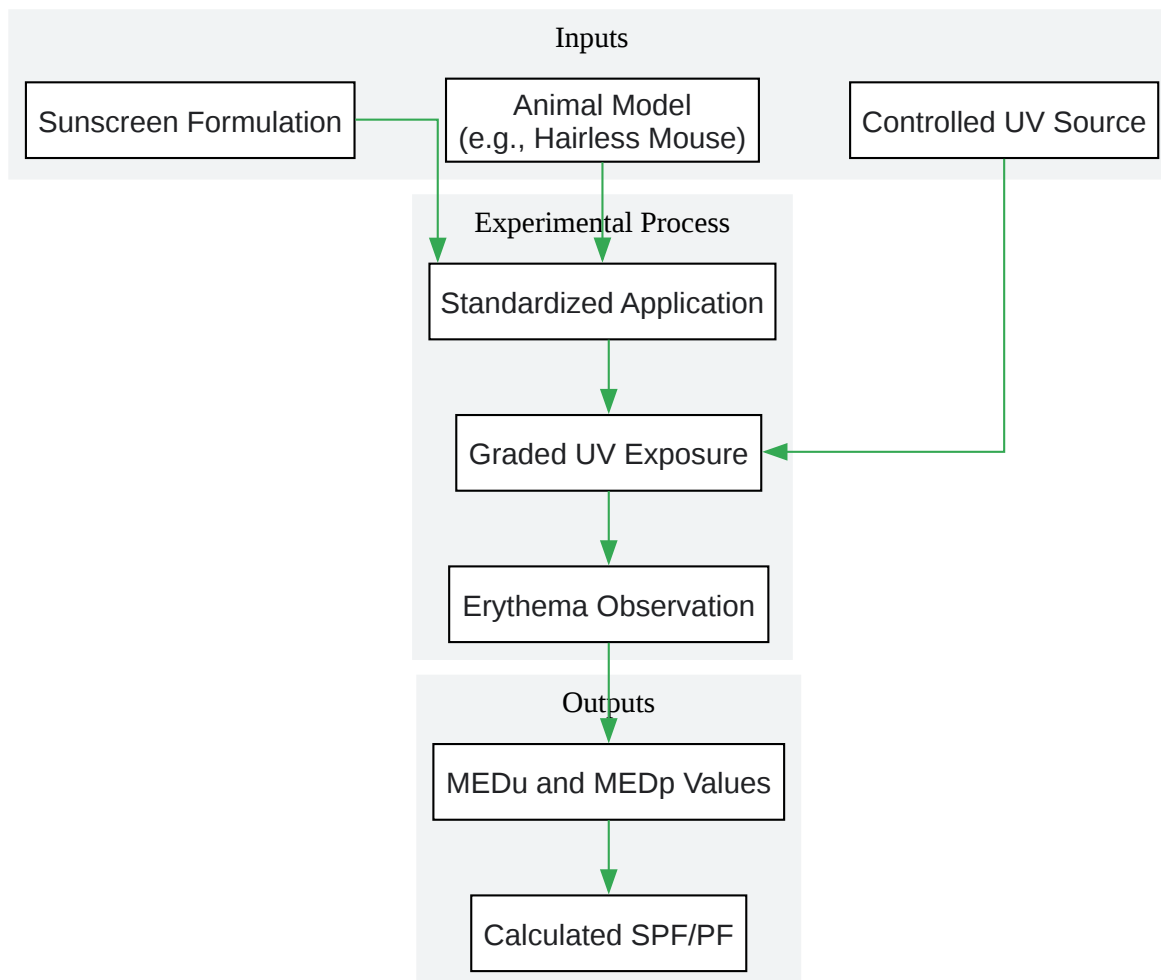 Inputs
Sunscreen Formulation
Animal Model
(e.g., Hairless Mouse)
Controlled UV Source
Experimental Process
Standardized Application
Graded UV Exposure
Erythema Observation
Outputs
MEDu and MEDp Values
Calculated SPF/PF